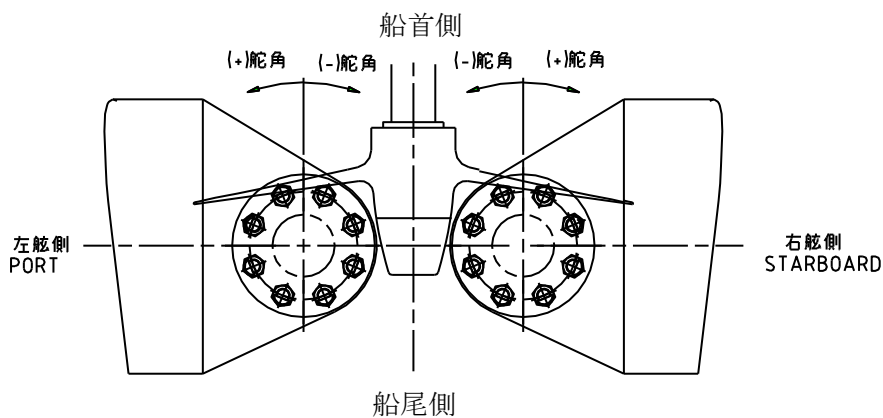 船首側
(+)舵角 (-)舵角 (-)舵角 (+)舵角
左舷側
PORT
右舷側
STARBOARD
船尾側